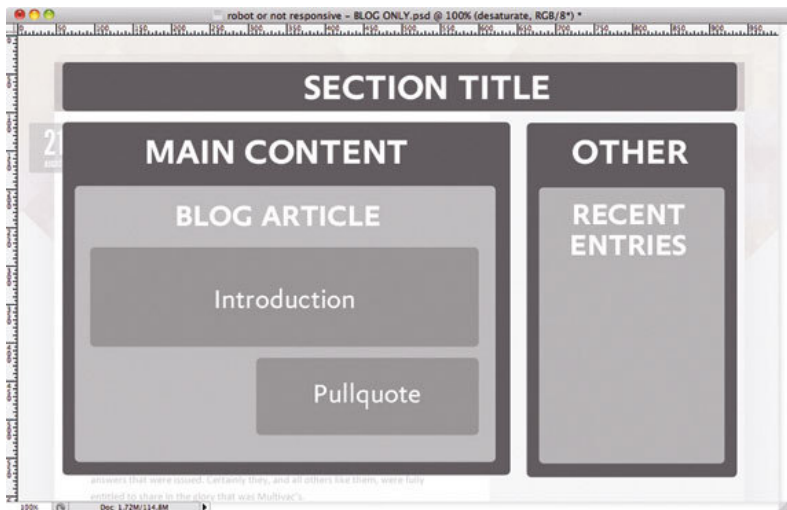 robot or not responsive – BLOG ONLY.psd @ 100% (desaturate, RGB/8*) *
SECTION TITLE
21
MAIN CONTENT
BLOG ARTICLE
Introduction
Pullquote
OTHER
RECENT
ENTRIES
answers that were issued. Certainly they, and all others like them, were fully
entitled to share in the glory that was Multivac's.
100%
Doc: 1.72M/114.8M